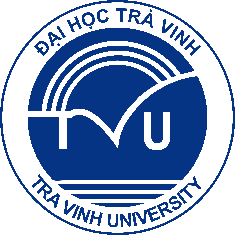 ĐẠI HỌC TRÀ VINH
TVU
TRA VINH UNIVERSITY